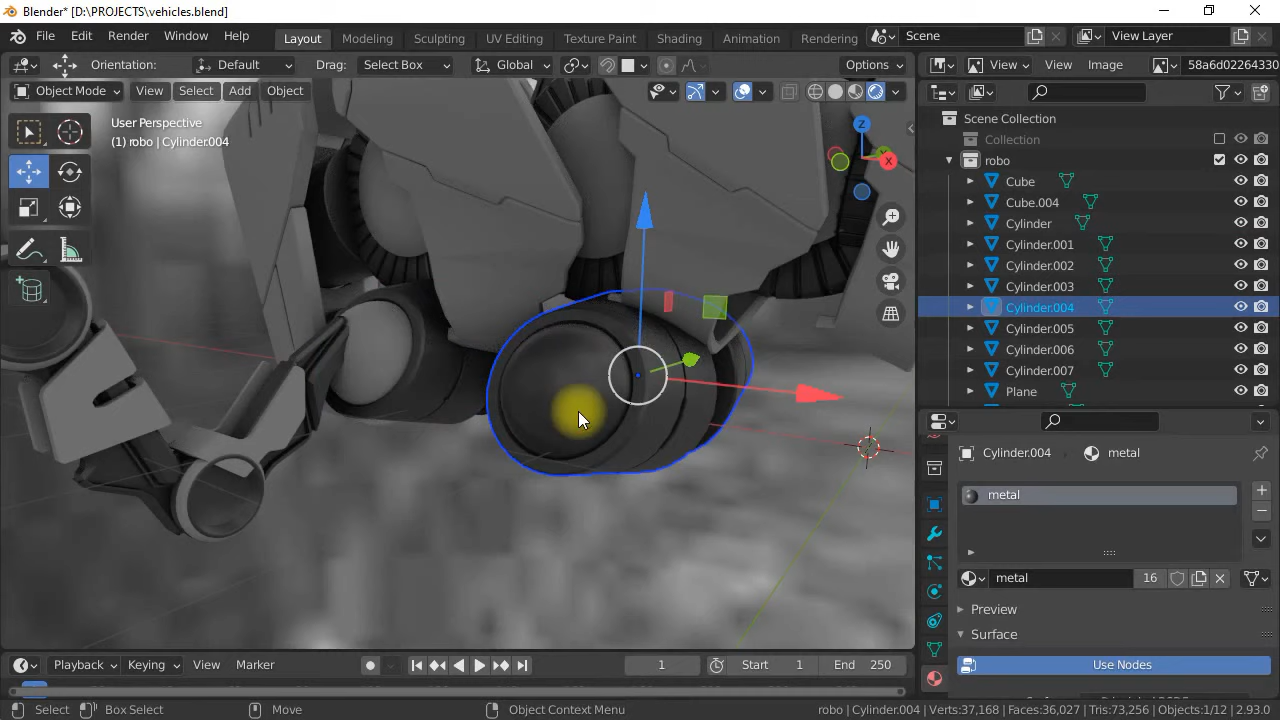 Blender* [D:\PROJECTS\vehicles.blend]
File Edit Render Window Help Layout Modeling Sculpting UV Editing Texture Paint Shading Animation Rendering Scene View Layer
Orientation: Default Drag: Select Box Global Options View Image 58a6d02264330
Object Mode View Select Add Object
User Perspective
(1) robo | Cylinder.004
Z
X
Scene Collection
Collection
robo
Cube
Cube.004
Cylinder
Cylinder.001
Cylinder.002
Cylinder.003
Cylinder.004
Cylinder.005
Cylinder.006
Cylinder.007
Plane
Cylinder.004 metal
metal
metal 16
Preview
Surface
Use Nodes
Playback Keying View Marker 1 Start 1 End 250
Select Box Select Move Object Context Menu robo | Cylinder.004 | Verts:37,168 | Faces:36,027 | Tris:73,256 | Objects:1/12 | 2.93.0